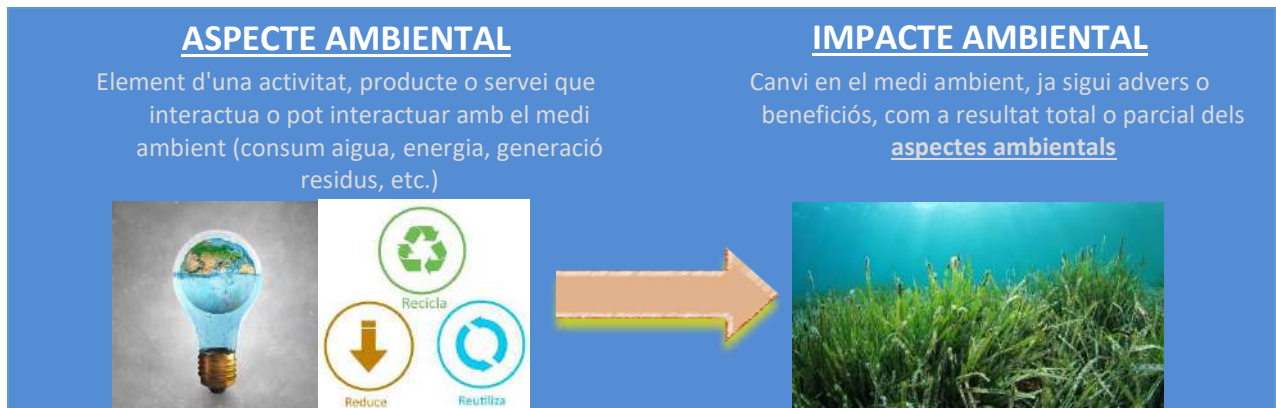 ASPECTE AMBIENTAL
Element d'una activitat, producte o servei que
interactua o pot interactuar amb el medi
ambient (consum aigua, energia, generació
residus, etc.)
Recicla
Reduce
Reutiliza
IMPACTE AMBIENTAL
Canvi en el medi ambient, ja sigui advers o
beneficiós, com a resultat total o parcial dels
aspectes ambientals